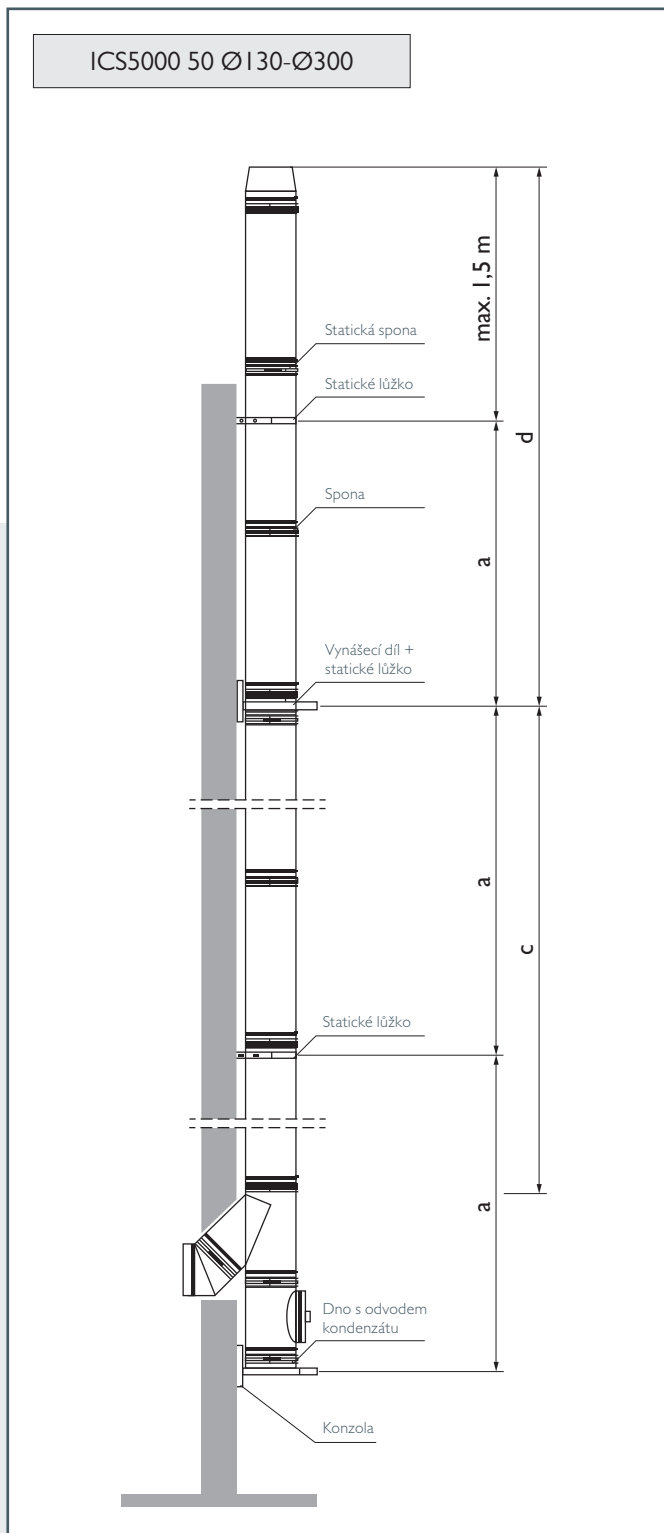 ICS5000 50 Ø130-Ø300
max. 1,5 m
d
Statická spona
Statické lůžko
Spona
a
Vynášecí díl +
statické lůžko
a
c
Statické lůžko
a
Dno s odvodem
kondenzátu
Konzola